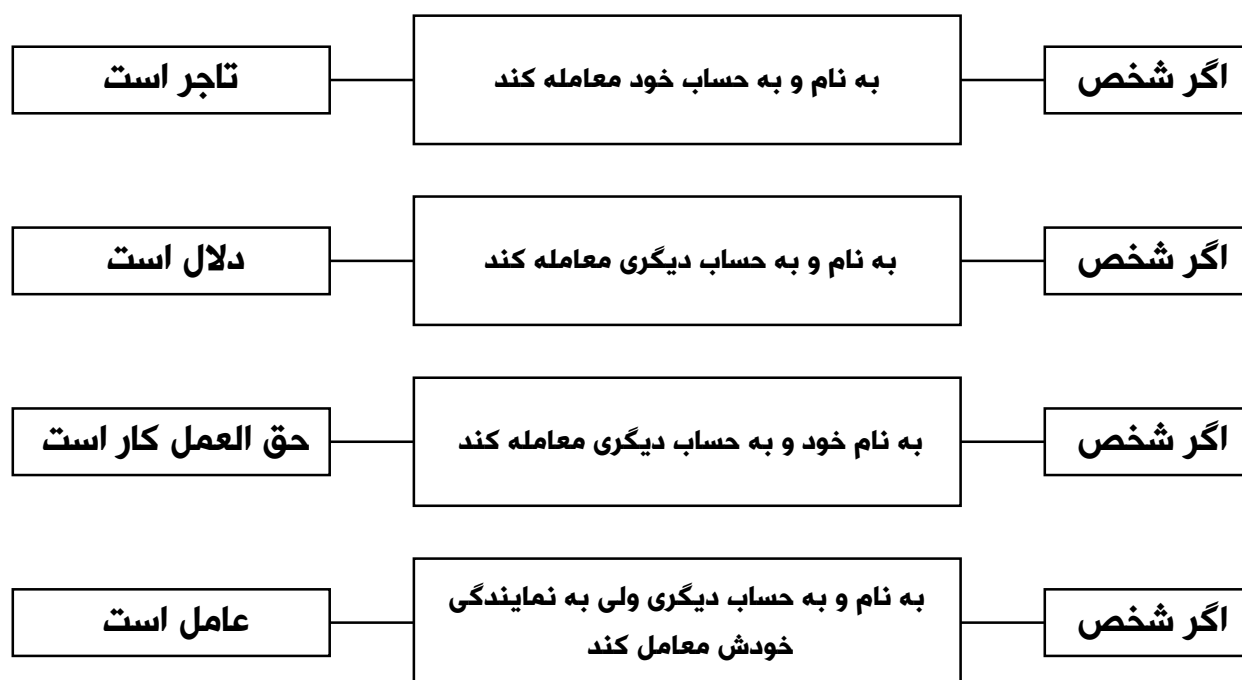 اگر شخص
به نام و به حساب خود معامله کند
تاجر است
اگر شخص
به نام و به حساب دیگری معامله کند
دلال است
اگر شخص
به نام خود و به حساب دیگری معامله کند
حق العمل کار است
اگر شخص
به نام و به حساب دیگری ولی به نمایندگی
خودش معامل کند
عامل است